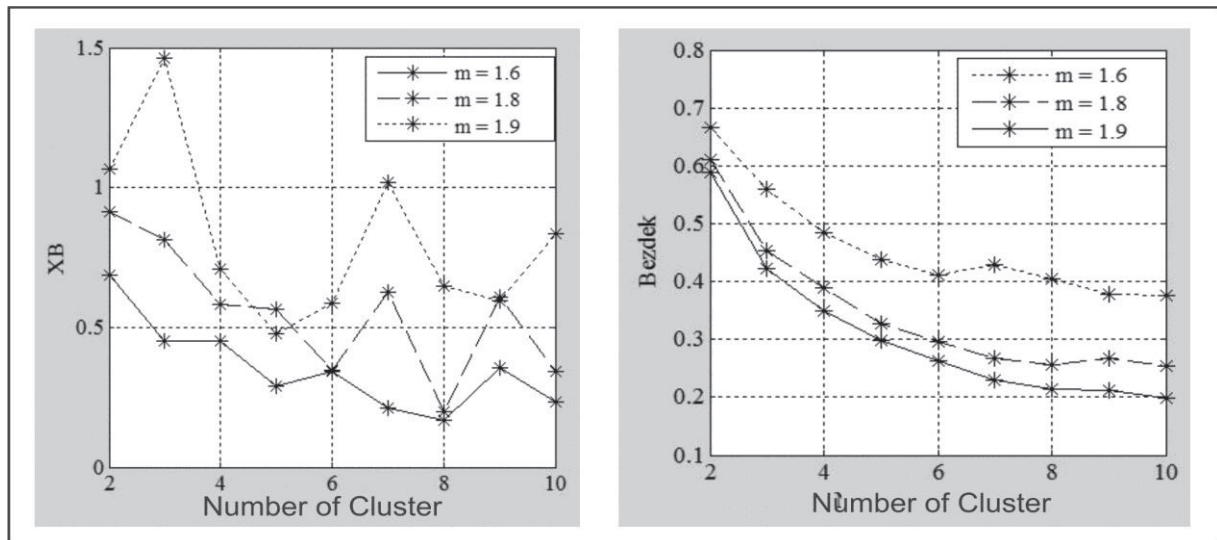 1.5
1
0.5
0
XB
2 4 6 8 10
Number of Cluster
m = 1.6
m = 1.8
m = 1.9
0.8
0.7
0.6
0.5
0.4
0.3
0.2
0.1
Bezdek
2 4 6 8 10
Number of Cluster
m = 1.6
m = 1.8
m = 1.9